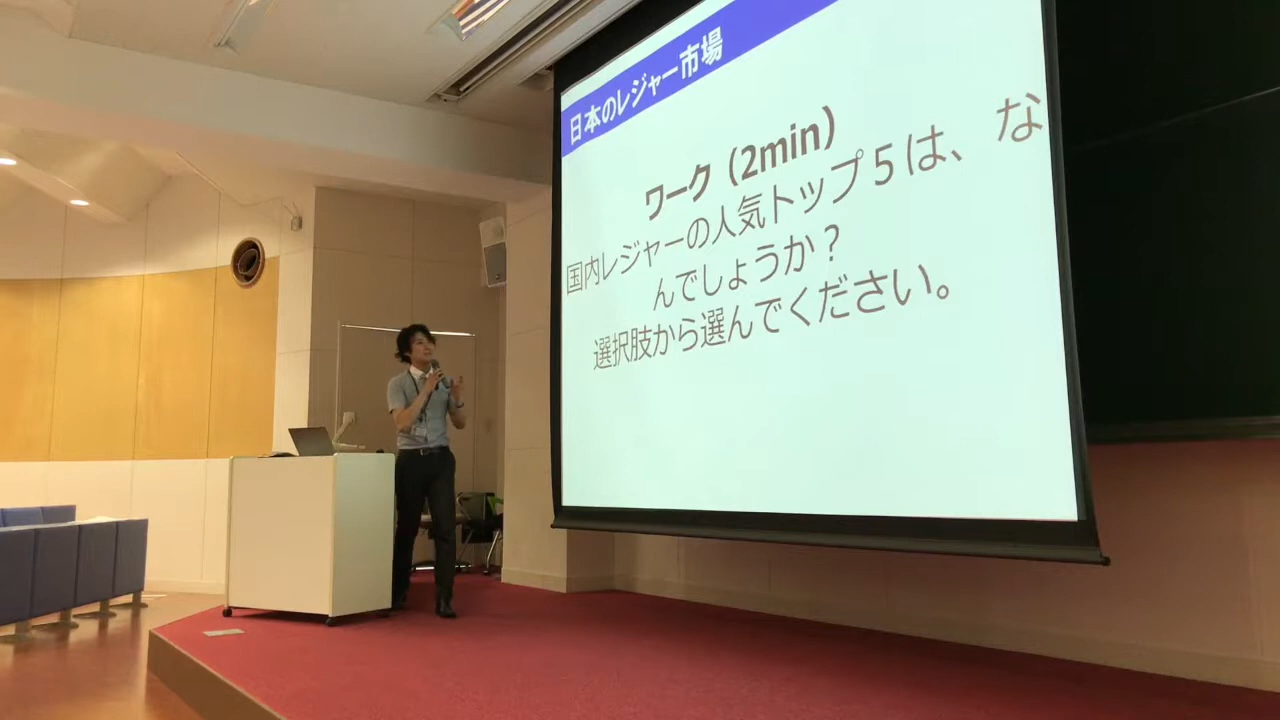 日本のレジャー市場
ワーク（2min）
国内レジャーの人気トップ５は、な
んでしょうか？
選択肢から選んでください。